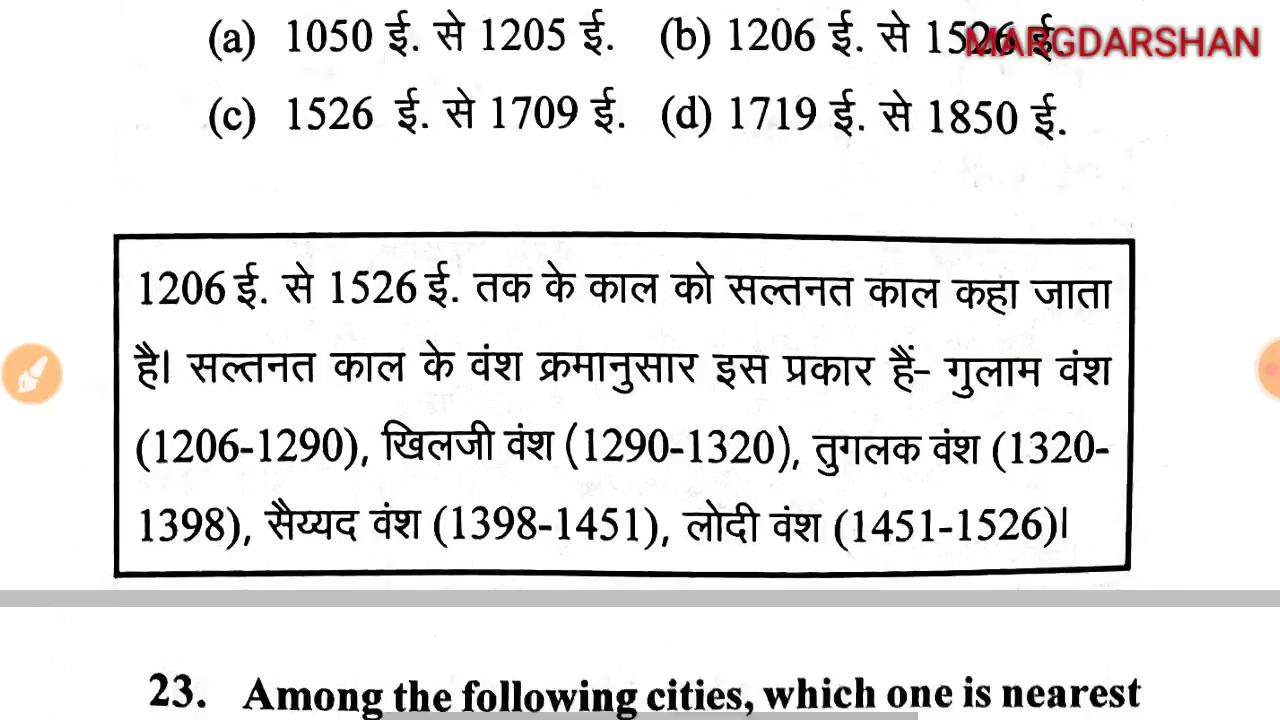 (a) 1050 ई. से 1205 ई. (b) 1206 ई. से 1526 ई.
MARGDARSHAN
(c) 1526 ई. से 1709 ई. (d) 1719 ई. से 1850 ई.
1206 ई. से 1526 ई. तक के काल को सल्तनत काल कहा जाता
है। सल्तनत काल के वंश क्रमानुसार इस प्रकार हैं- गुलाम वंश
(1206-1290), खिलजी वंश (1290-1320), तुगलक वंश (1320-
1398), सैय्यद वंश (1398-1451), लोदी वंश (1451-1526)।
23. Among the following cities, which one is nearest